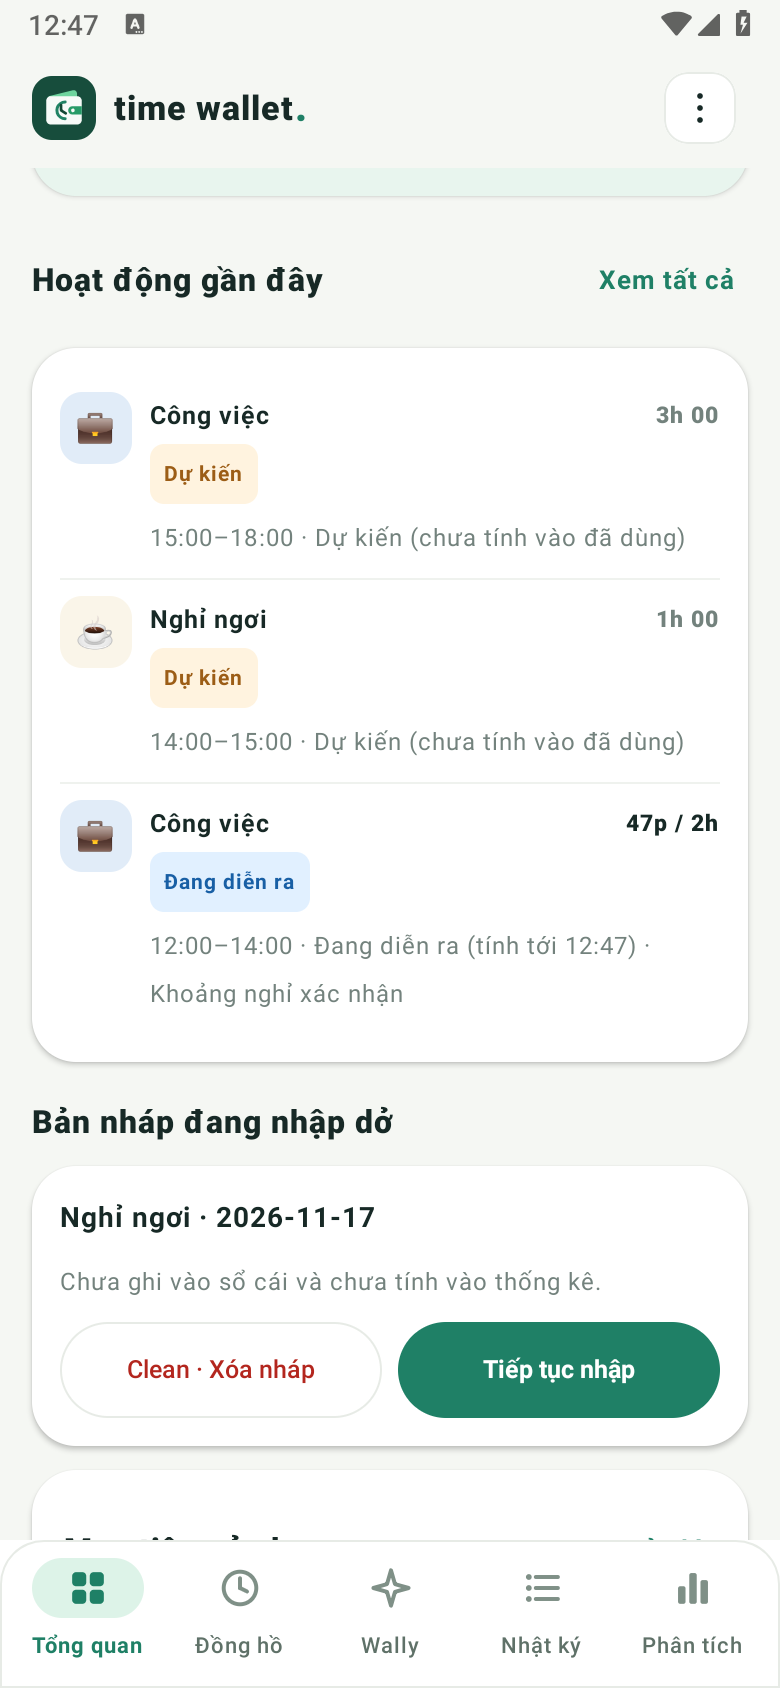 12:47
time wallet.
Hoạt động gần đây
Xem tất cả
Công việc
3h 00
Dự kiến
15:00–18:00 · Dự kiến (chưa tính vào đã dùng)
Nghỉ ngơi
1h 00
Dự kiến
14:00–15:00 · Dự kiến (chưa tính vào đã dùng)
Công việc
47p / 2h
Đang diễn ra
12:00–14:00 · Đang diễn ra (tính tới 12:47) ·
Khoảng nghỉ xác nhận
Bản nháp đang nhập dở
Nghỉ ngơi · 2026-11-17
Chưa ghi vào sổ cái và chưa tính vào thống kê.
Clean · Xóa nháp
Tiếp tục nhập
Tổng quan
Đồng hồ
Wally
Nhật ký
Phân tích